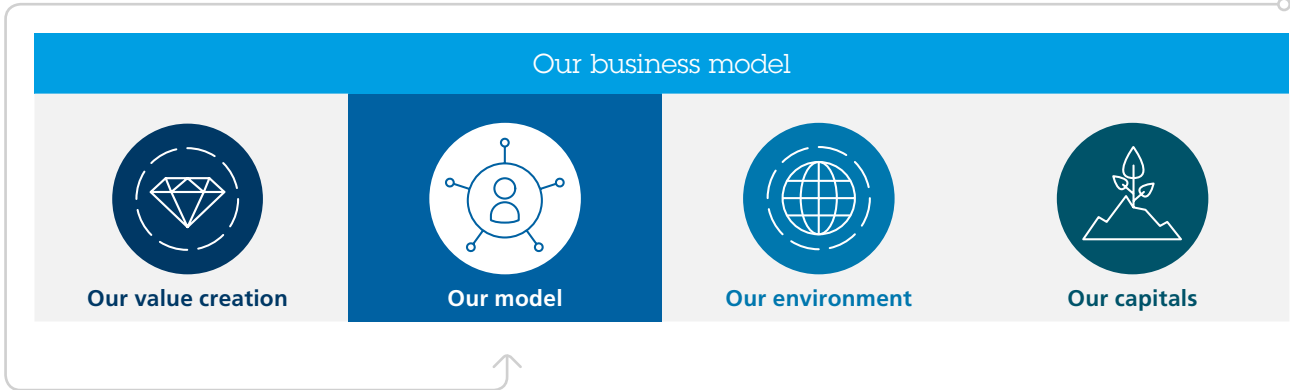 Our business model
Our value creation
Our model
Our environment
Our capitals